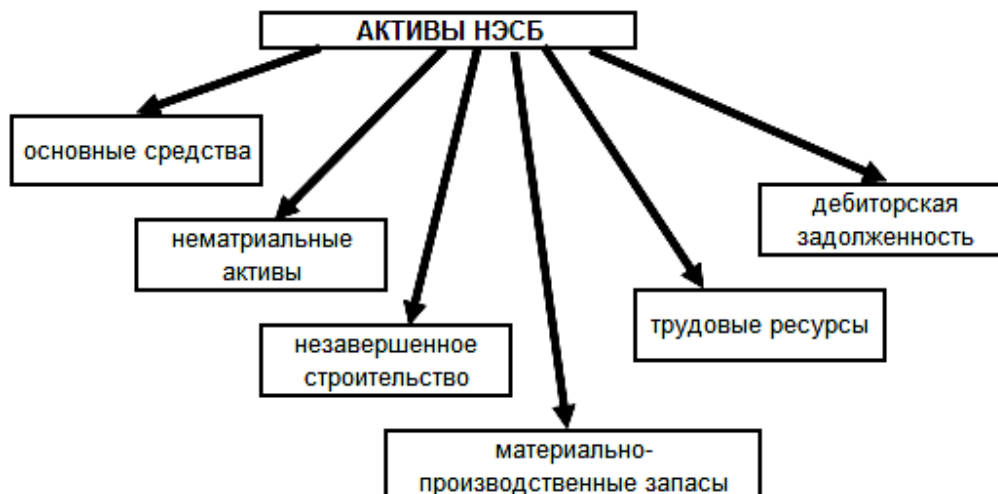 АКТИВЫ НЭСБ
основные средства
нематриальные
активы
незавершенное
строительство
материально-
производственные запасы
трудовые ресурсы
дебиторская
задолженность